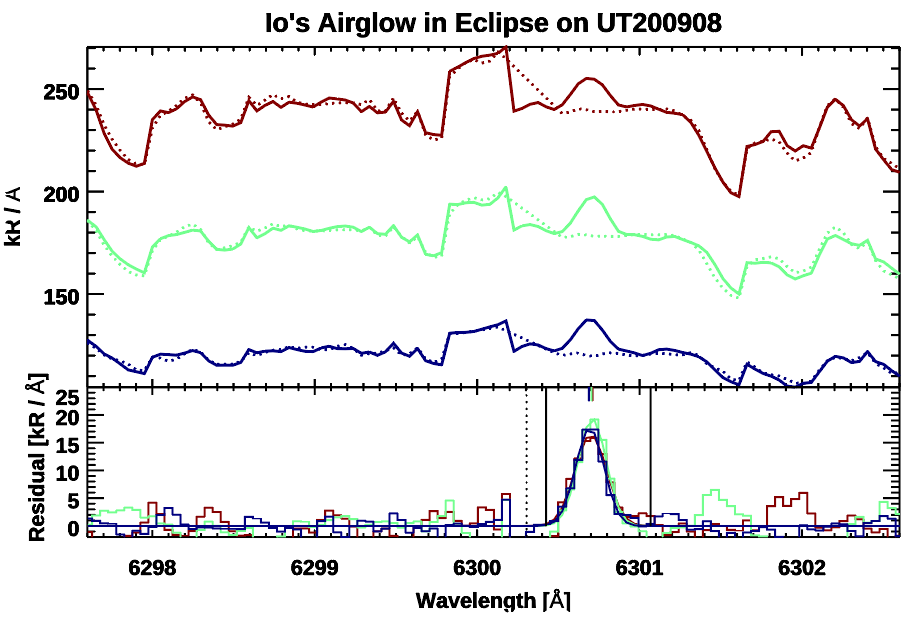 Io's Airglow in Eclipse on UT200908
250
200
150
kR / Å
25
20
15
10
5
0
Residual [kR / Å]
6298 6299 6300 6301 6302
Wavelength [Å]